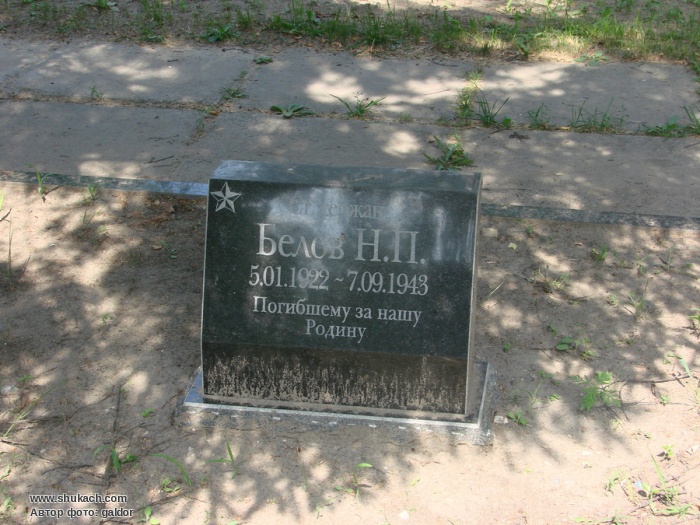 Белов Н.П.
5.01.1922 ~ 7.09.1943
Погибшему за нашу
Родину
www.shukach.com
Автор фото: galdor